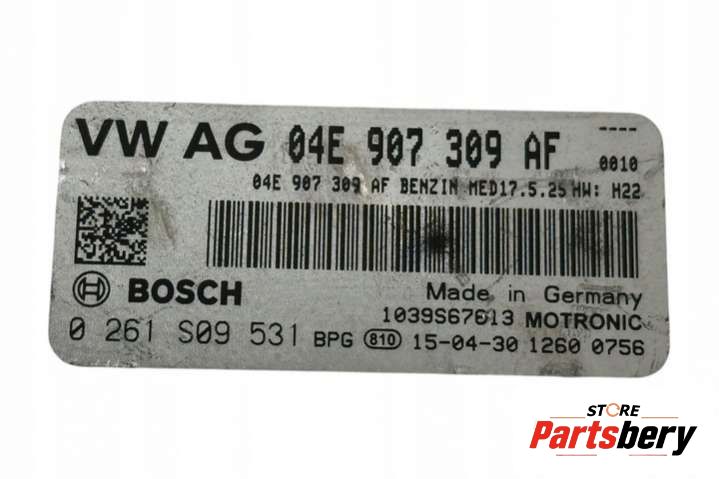 VW AG 04E 907 309 AF ----
0010
04E 907 309 AF BENZIN MED17.5.25 HW: H22
BOSCH
Made in Germany
1039S67613 MOTRONIC
0 261 S09 531 BPG 810 15-04-30 1260 0756
STORE
Partsbery